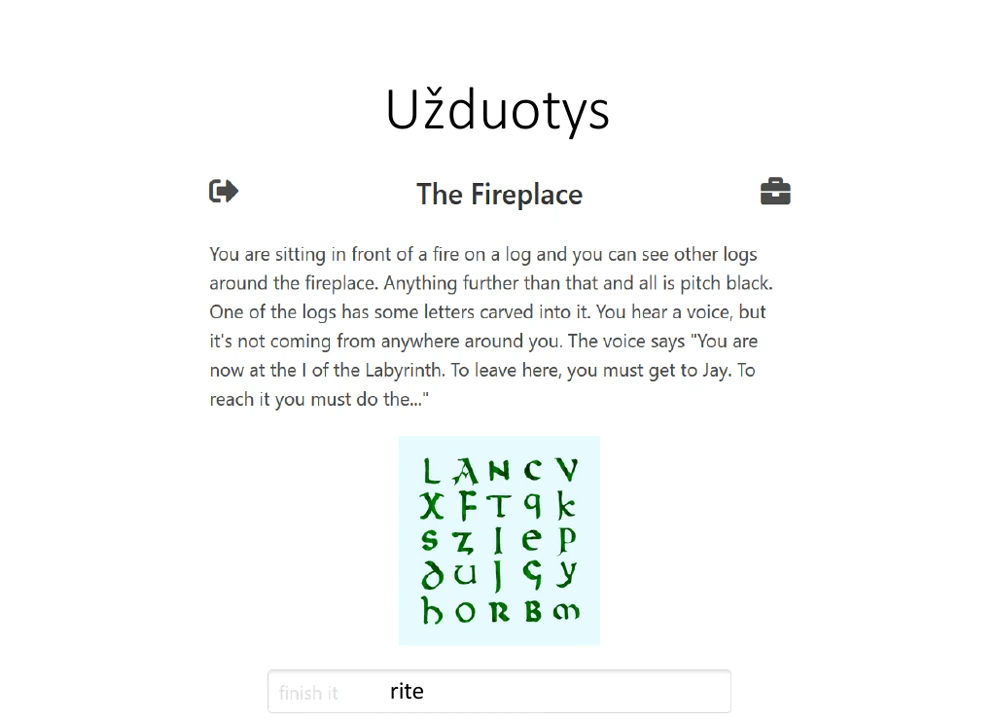 Užduotys
The Fireplace
You are sitting in front of a fire on a log and you can see other logs
around the fireplace. Anything further than that and all is pitch black.
One of the logs has some letters carved into it. You hear a voice, but
it's not coming from anywhere around you. The voice says "You are
now at the I of the Labyrinth. To leave here, you must get to Jay. To
reach it you must do the..."
L A N C V
X F T q k
s z I e p
d u J G y
h o R B m
finish it rite